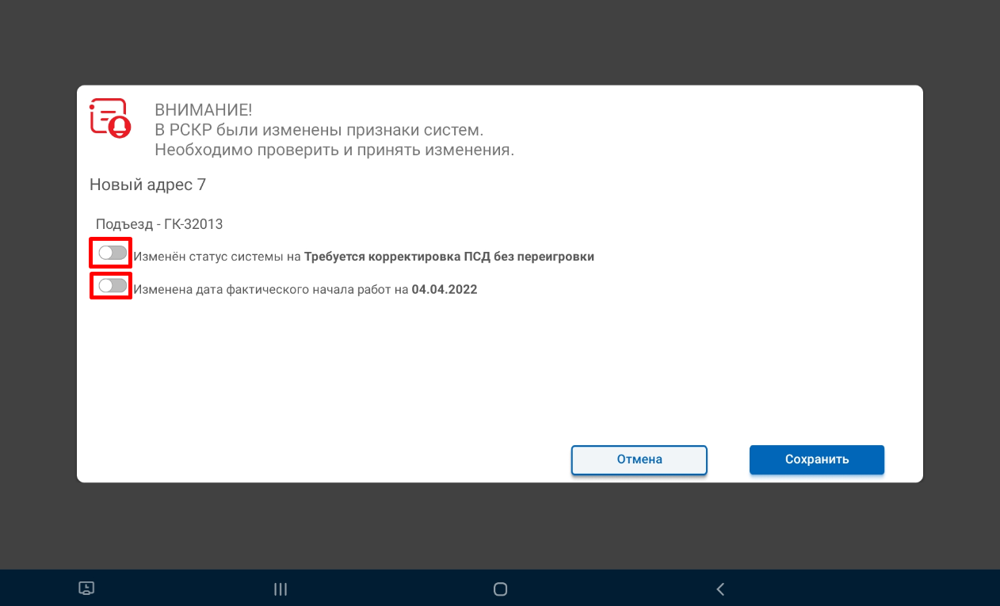 ВНИМАНИЕ!
В РСКР были изменены признаки систем.
Необходимо проверить и принять изменения.
Новый адрес 7
Подъезд - ГК-32013
Изменён статус системы на Требуется корректировка ПСД без переигровки
Изменена дата фактического начала работ на 04.04.2022
Отмена
Сохранить